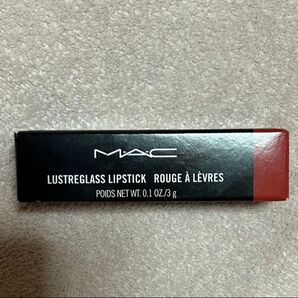 M·A·C
LUSTREGLASS LIPSTICK ROUGE À LÈVRES
POIDS NET WT. 0.1 OZ./3 g